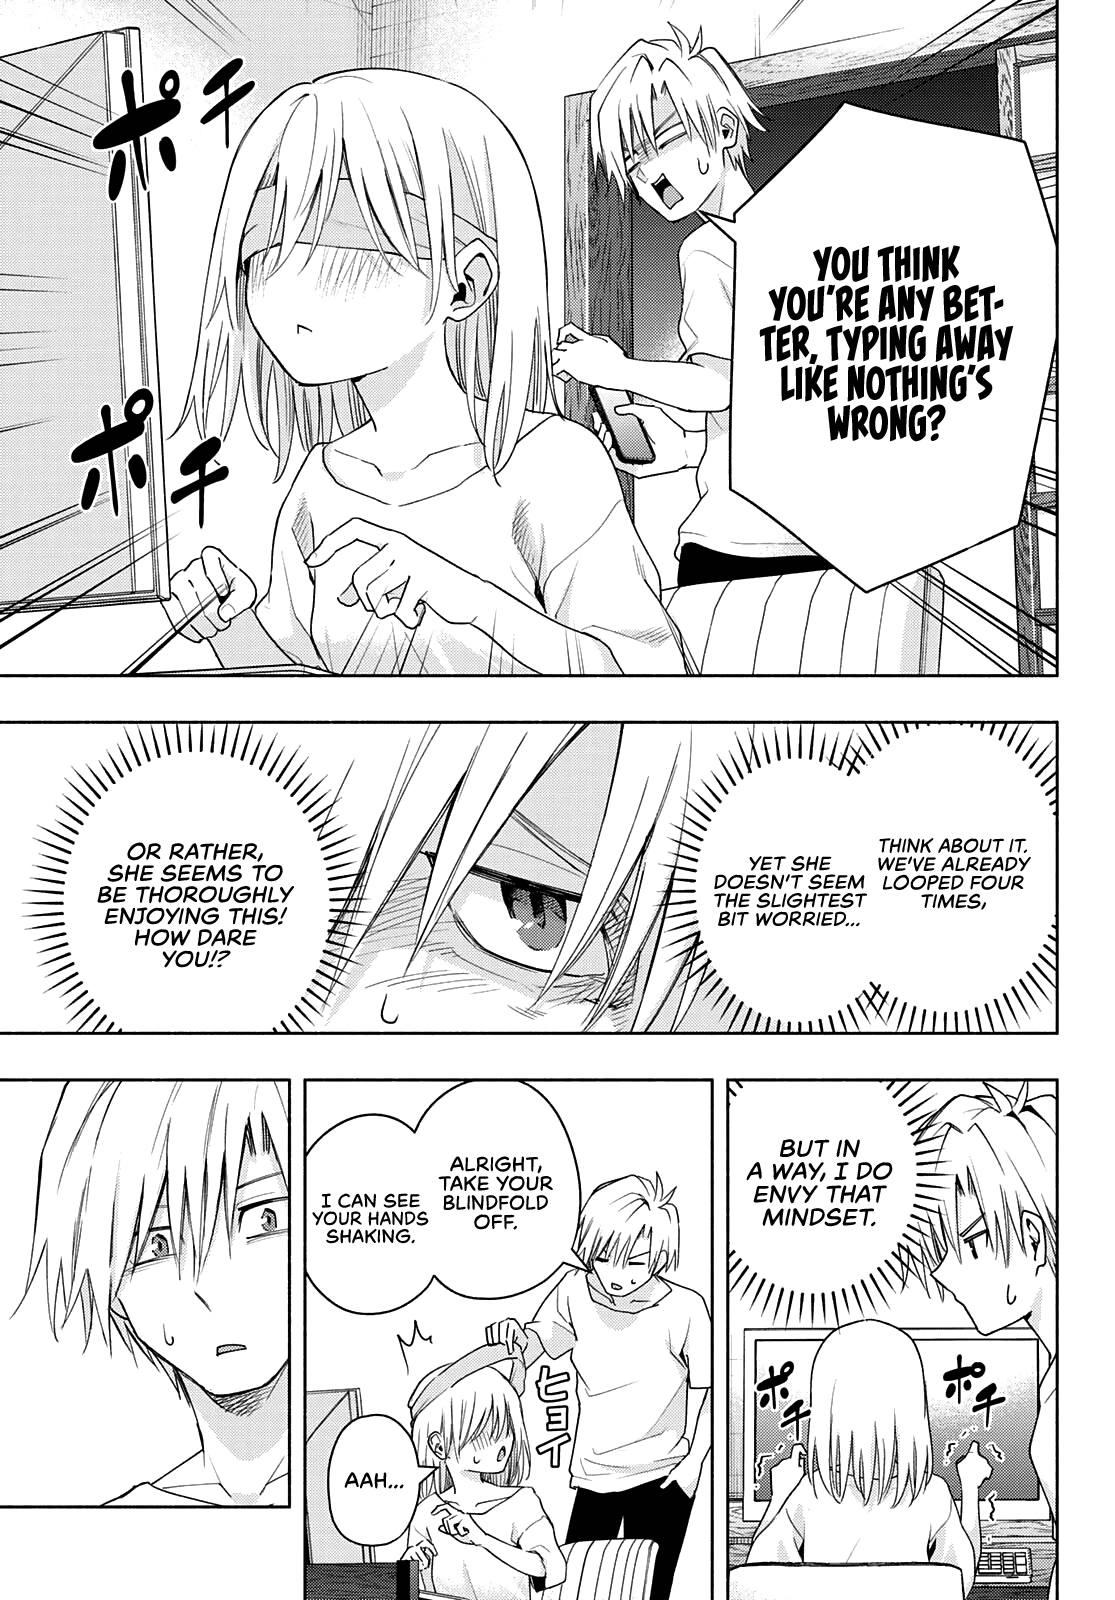 YOU THINK
YOU'RE ANY BET-
TER, TYPING AWAY
LIKE NOTHING'S
WRONG?
ポチ
ポチ
THINK ABOUT IT.
WE'VE ALREADY
LOOPED FOUR
TIMES,
YET SHE
DOESN'T SEEM
THE SLIGHTEST
BIT WORRIED...
OR RATHER,
SHE SEEMS TO
BE THOROUGHLY
ENJOYING THIS!
HOW DARE
YOU!?
BUT IN
A WAY, I DO
ENVY THAT
MINDSET.
ポチ
ポチ
ALRIGHT,
TAKE YOUR
BLINDFOLD
OFF.
I CAN SEE
YOUR HANDS
SHAKING.
ヒョイ
AAH...